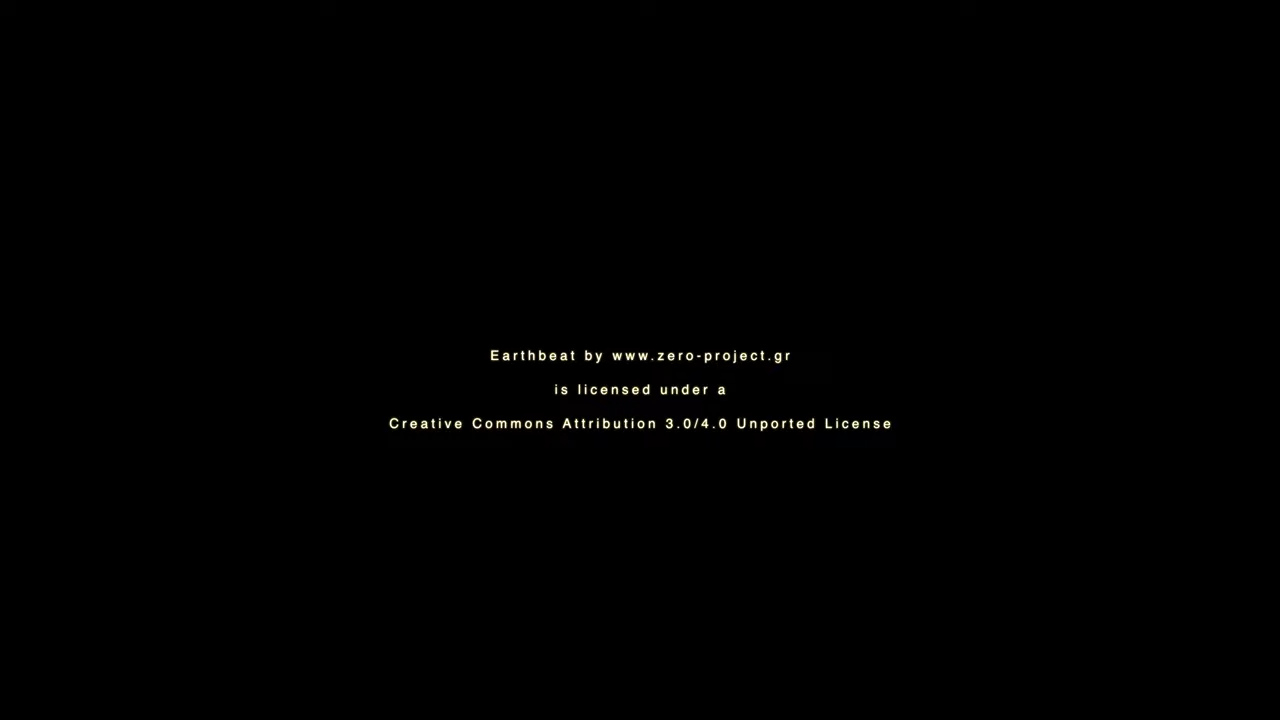 Earthbeat by www.zero-project.gr
is licensed under a
Creative Commons Attribution 3.0/4.0 Unported License